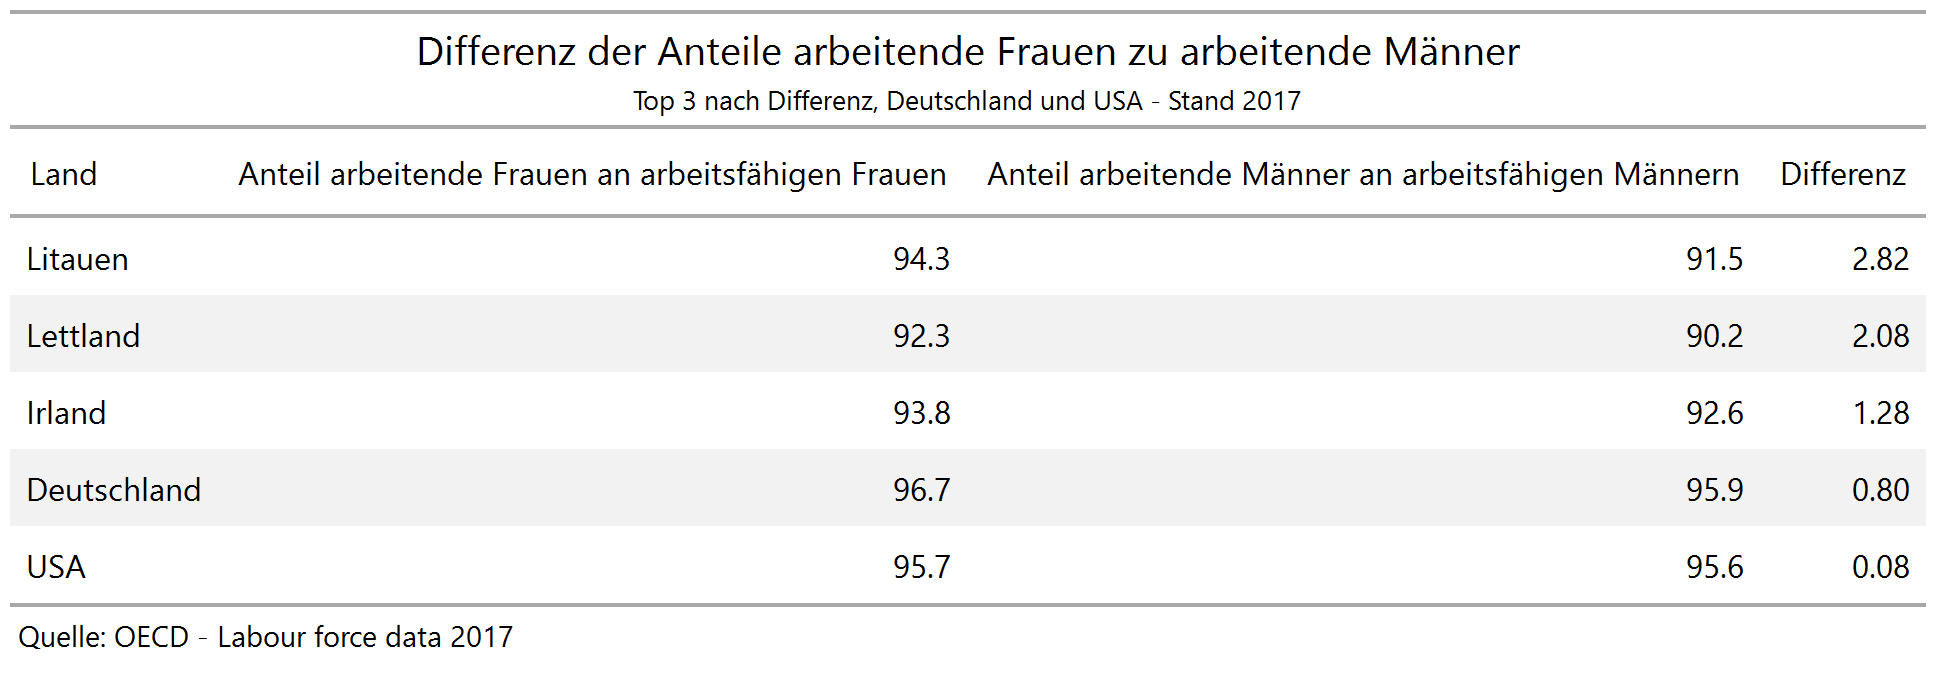 Differenz der Anteile arbeitende Frauen zu arbeitende Männer
Top 3 nach Differenz, Deutschland und USA - Stand 2017
Land Anteil arbeitende Frauen an arbeitsfähigen Frauen Anteil arbeitende Männer an arbeitsfähigen Männern Differenz
Litauen 94.3 91.5 2.82
Lettland 92.3 90.2 2.08
Irland 93.8 92.6 1.28
Deutschland 96.7 95.9 0.80
USA 95.7 95.6 0.08
Quelle: OECD - Labour force data 2017